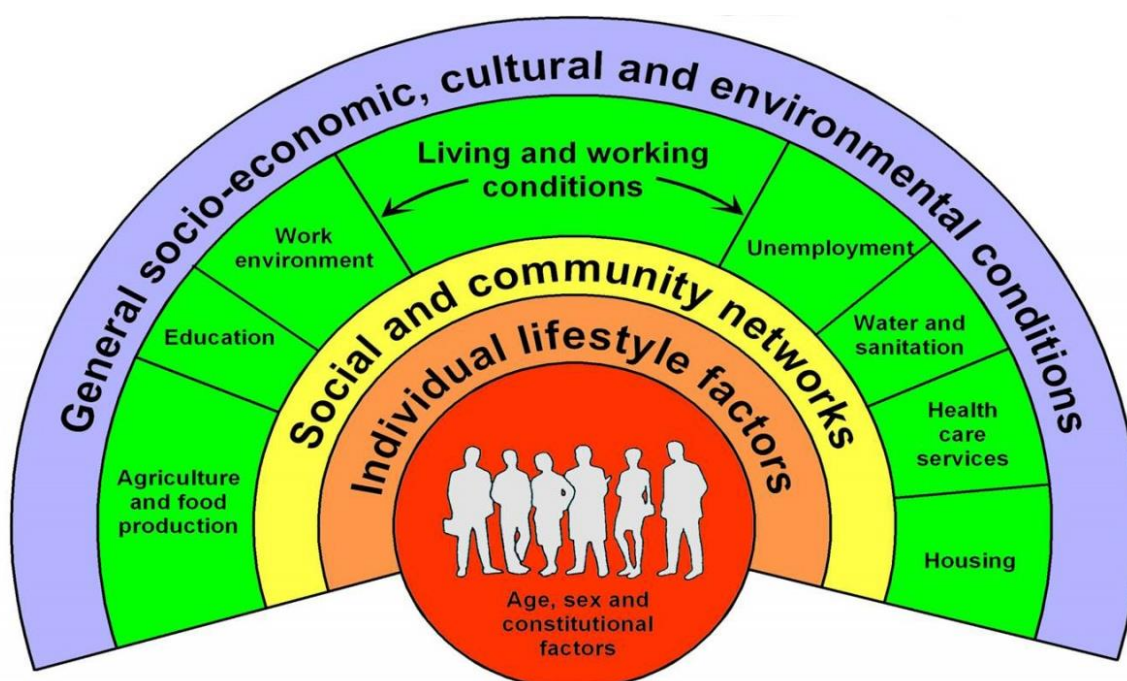 General socio-economic, cultural and environmental conditions
Living and working
conditions
Work
environment
Unemployment
Education
Water and
sanitation
Agriculture
and food
production
Health
care
services
Housing
Social and community networks
Individual lifestyle factors
Age, sex and
constitutional
factors